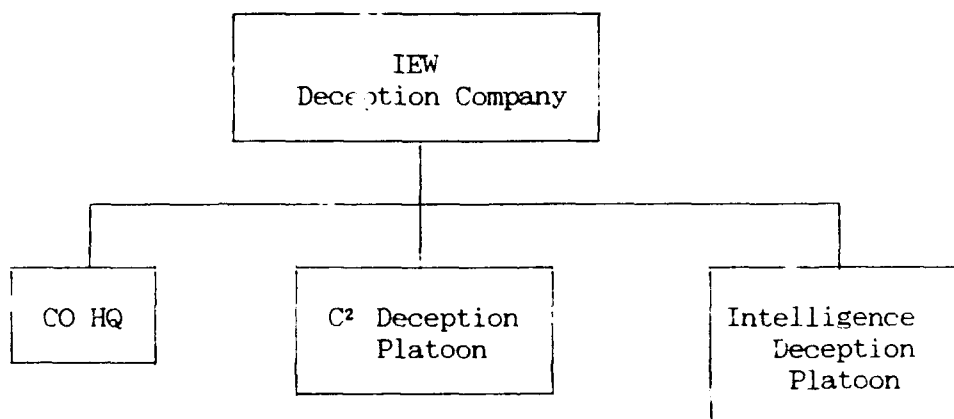 IEW
Deception Company
CO HQ
C² Deception
Platoon
Intelligence
Deception
Platoon